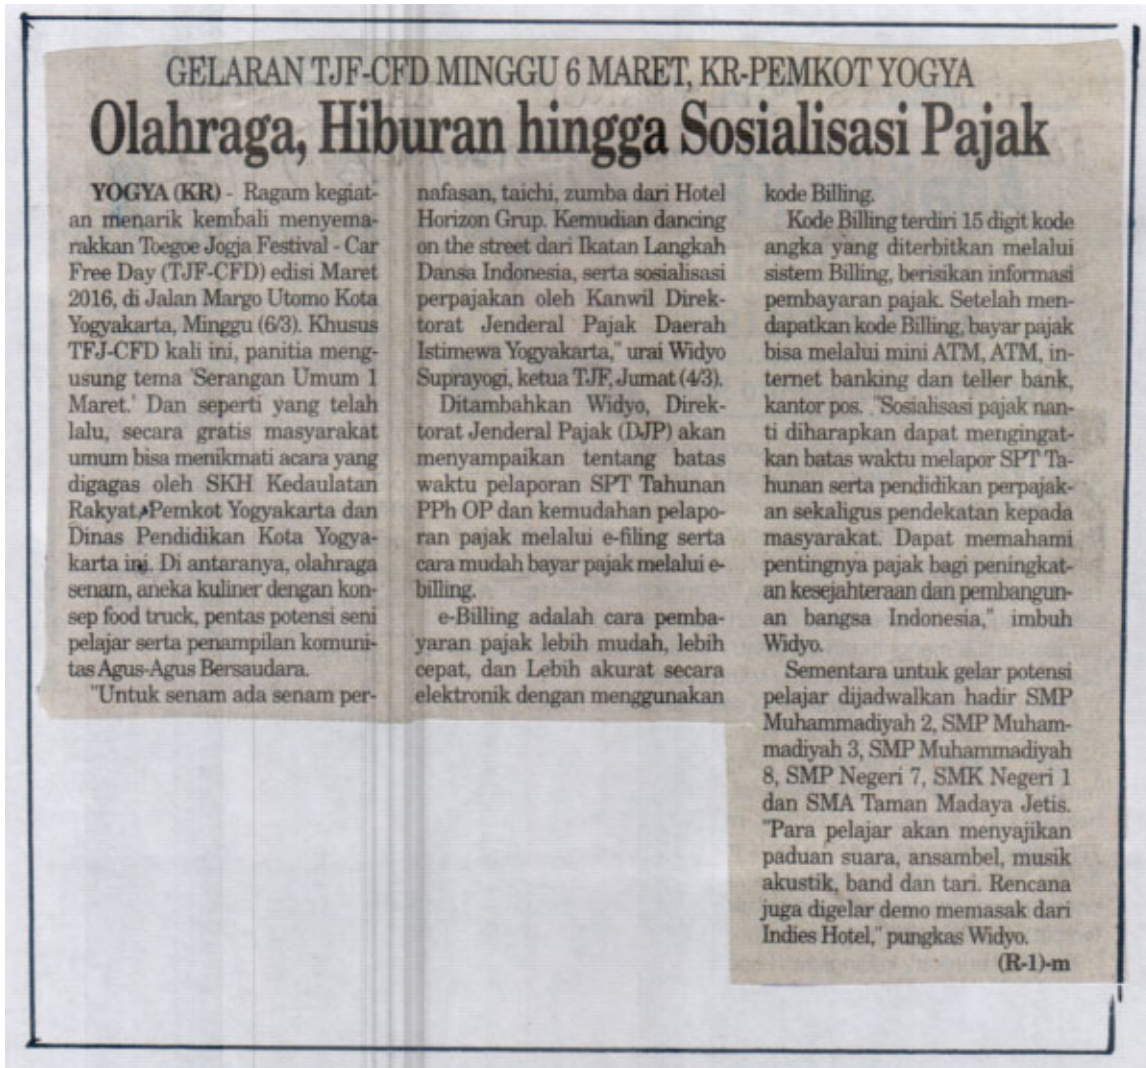 GELARAN TJF-CFD MINGGU 6 MARET, KR-PEMKOT YOGYA
Olahraga, Hiburan hingga Sosialisasi Pajak
YOGYA (KR) - Ragam kegiat-
an menarik kembali menyema-
rakkan Toegoe Jogja Festival - Car
Free Day (TJF-CFD) edisi Maret
2016, di Jalan Margo Utomo Kota
Yogyakarta, Minggu (6/3). Khusus
TFJ-CFD kali ini, panitia meng-
usung tema 'Serangan Umum 1
Maret.' Dan seperti yang telah
lalu, secara gratis masyarakat
umum bisa menikmati acara yang
digagas oleh SKH Kedaulatan
Rakyat, Pemkot Yogyakarta dan
Dinas Pendidikan Kota Yogya-
karta ini. Di antaranya, olahraga
senam, aneka kuliner dengan kon-
sep food truck, pentas potensi seni
pelajar serta penampilan komuni-
tas Agus-Agus Bersaudara.
"Untuk senam ada senam per-
nafasan, taichi, zumba dari Hotel
Horizon Grup. Kemudian dancing
on the street dari Ikatan Langkah
Dansa Indonesia, serta sosialisasi
perpajakan oleh Kanwil Direk-
torat Jenderal Pajak Daerah
Istimewa Yogyakarta," urai Widyo
Suprayogi, ketua TJF, Jumat (4/3).
Ditambahkan Widyo, Direk-
torat Jenderal Pajak (DJP) akan
menyampaikan tentang batas
waktu pelaporan SPT Tahunan
PPh OP dan kemudahan pelapo-
ran pajak melalui e-filing serta
cara mudah bayar pajak melalui e-
billing.
e-Billing adalah cara pemba-
yaran pajak lebih mudah, lebih
cepat, dan Lebih akurat secara
elektronik dengan menggunakan
kode Billing.
Kode Billing terdiri 15 digit kode
angka yang diterbitkan melalui
sistem Billing, berisikan informasi
pembayaran pajak. Setelah men-
dapatkan kode Billing, bayar pajak
bisa melalui mini ATM, ATM, in-
ternet banking dan teller bank,
kantor pos. "Sosialisasi pajak nan-
ti diharapkan dapat mengingat-
kan batas waktu melapor SPT Ta-
hunan serta pendidikan perpajak-
an sekaligus pendekatan kepada
masyarakat. Dapat memahami
pentingnya pajak bagi peningkat-
an kesejahteraan dan pembangun-
an bangsa Indonesia," imbuh
Widyo.
Sementara untuk gelar potensi
pelajar dijadwalkan hadir SMP
Muhammadiyah 2, SMP Muham-
madiyah 3, SMP Muhammadiyah
8, SMP Negeri 7, SMK Negeri 1
dan SMA Taman Madaya Jetis.
"Para pelajar akan menyajikan
paduan suara, ansambel, musik
akustik, band dan tari. Rencana
juga digelar demo memasak dari
Indies Hotel," pungkas Widyo.
(R-1)-m